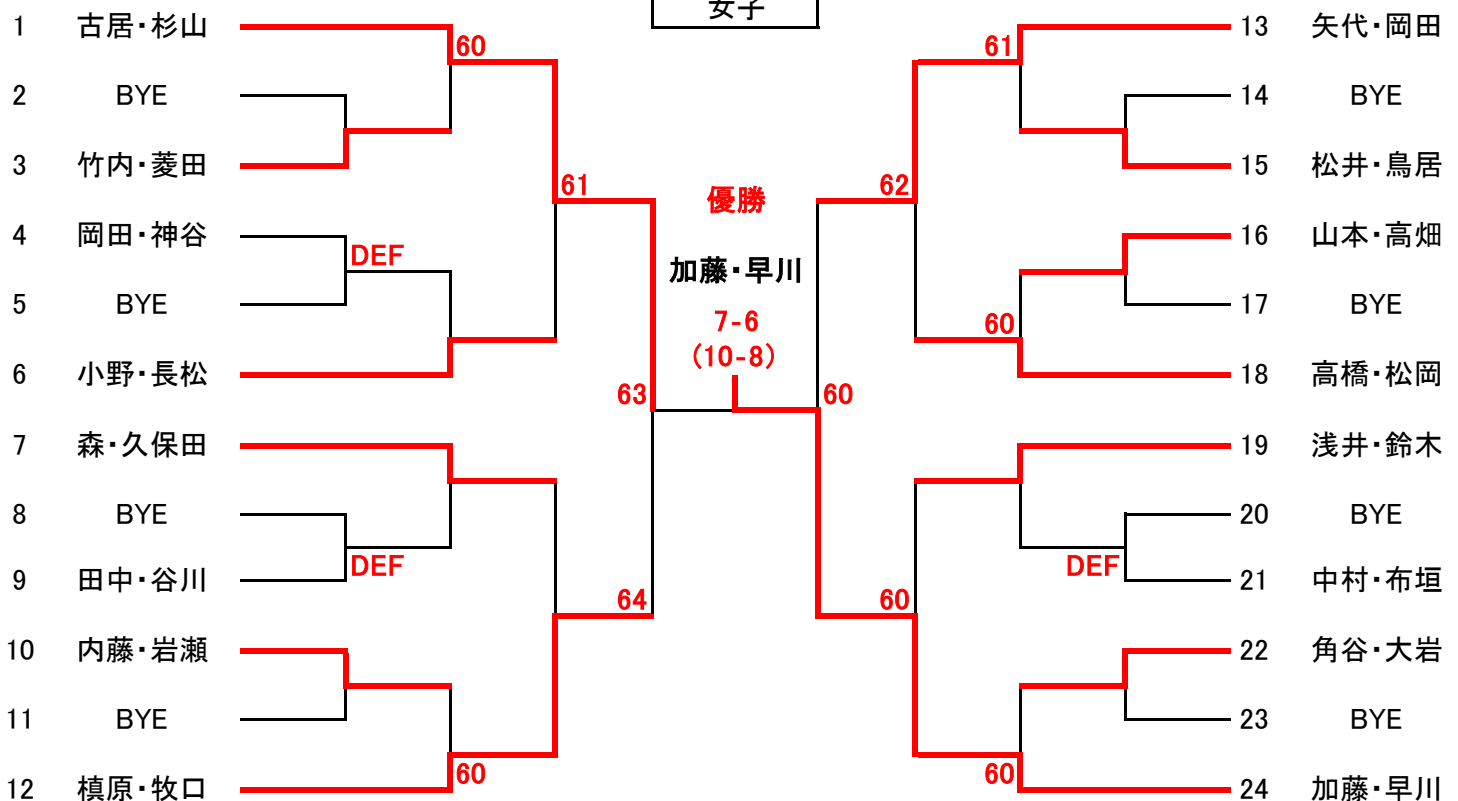 女子
1 古居・杉山
60
2 BYE
3 竹内・菱田
61
4 岡田・神谷
DEF
5 BYE
6 小野・長松
63
7 森・久保田
8 BYE
DEF
9 田中・谷川
64
10 内藤・岩瀬
11 BYE
60
12 槙原・牧口
優勝
加藤・早川
7-6
(10-8)
13 矢代・岡田
61
14 BYE
15 松井・鳥居
62
16 山本・高畑
17 BYE
60
18 高橋・松岡
60
19 浅井・鈴木
20 BYE
DEF
21 中村・布垣
60
22 角谷・大岩
23 BYE
60
24 加藤・早川